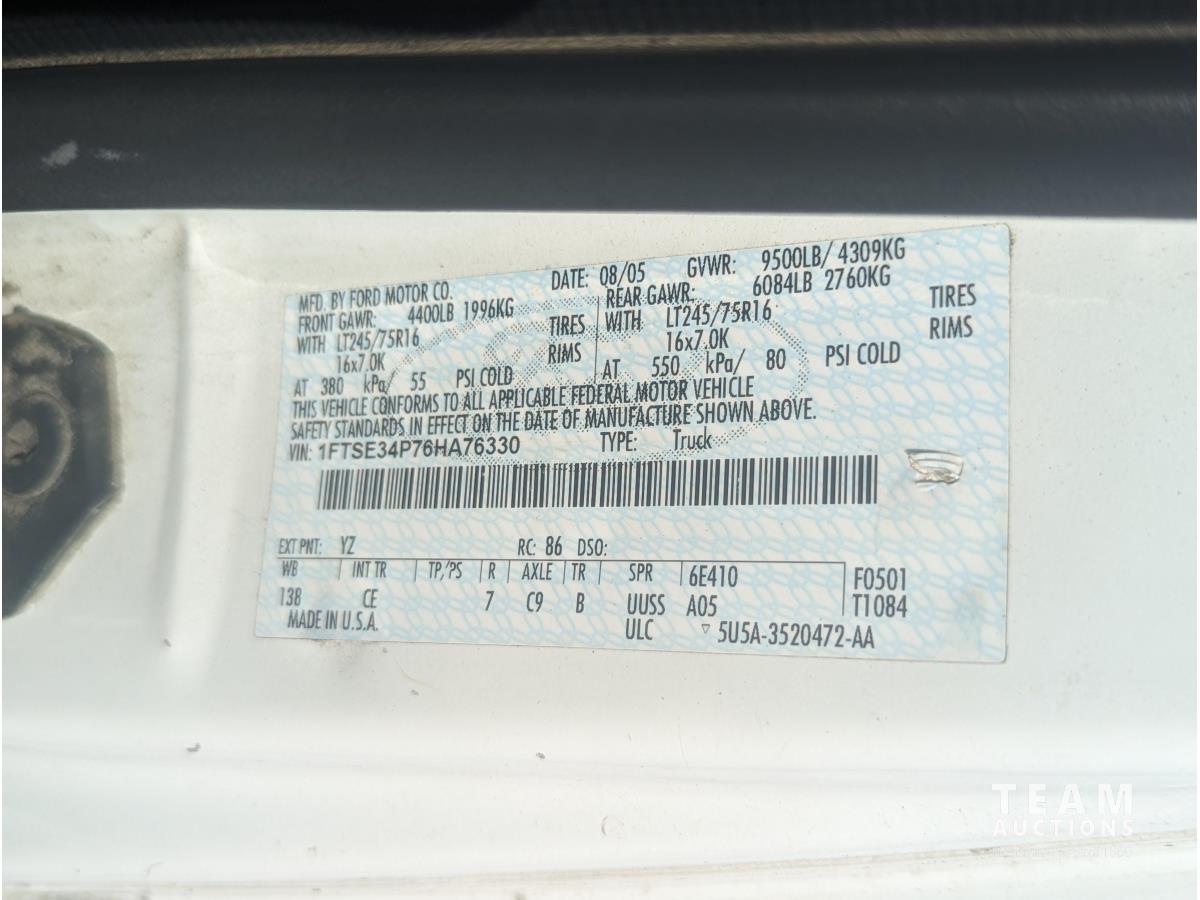 MFD. BY FORD MOTOR CO. DATE: 08/05 GVWR: 9500LB/ 4309KG
FRONT GAWR: 4400LB 1996KG REAR GAWR: 6084LB 2760KG
WITH LT245/75R16 TIRES WITH LT245/75R16 TIRES
16x7.0K RIMS 16x7.0K RIMS
AT 380 kPa/ 55 PSI COLD AT 550 kPa/ 80 PSI COLD
THIS VEHICLE CONFORMS TO ALL APPLICABLE FEDERAL MOTOR VEHICLE
SAFETY STANDARDS IN EFFECT ON THE DATE OF MANUFACTURE SHOWN ABOVE.
VIN: 1FTSE34P76HA76330 TYPE: Truck
EXT PNT: YZ RC: 86 DSO:
WB INT TR TP/PS R AXLE TR SPR 6E410 F0501
138 CE 7 C9 B UUSS A05 T1084
MADE IN U.S.A. ULC ▽ 5U5A-3520472-AA
TEAM
AUCTIONS